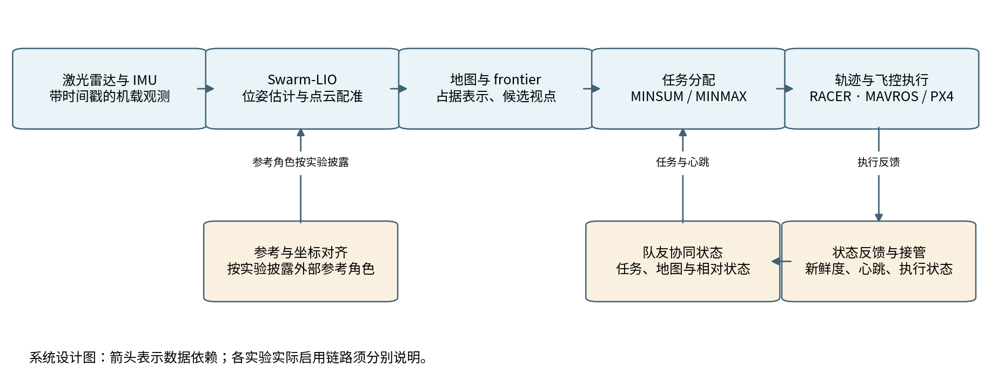 激光雷达与 IMU
带时间戳的机载观测
Swarm-LIO
位姿估计与点云配准
地图与 frontier
占据表示、候选视点
任务分配
MINSUM / MINMAX
轨迹与飞控执行
RACER · MAVROS / PX4
参考角色按实验披露
任务与心跳
执行反馈
参考与坐标对齐
按实验披露外部参考角色
队友协同状态
任务、地图与相对状态
状态反馈与接管
新鲜度、心跳、执行状态
系统设计图：箭头表示数据依赖；各实验实际启用链路须分别说明。